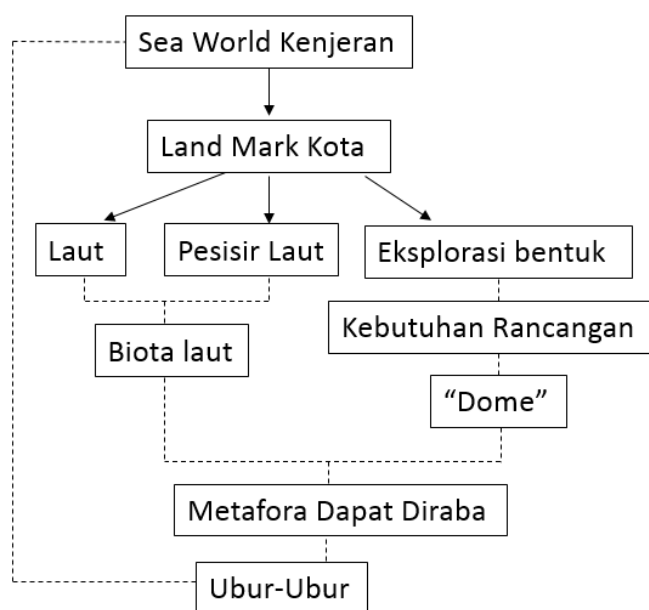 Sea World Kenjeran
Land Mark Kota
Laut
Pesisir Laut
Eksplorasi bentuk
Kebutuhan Rancangan
Biota laut
“Dome”
Metafora Dapat Diraba
Ubur-Ubur